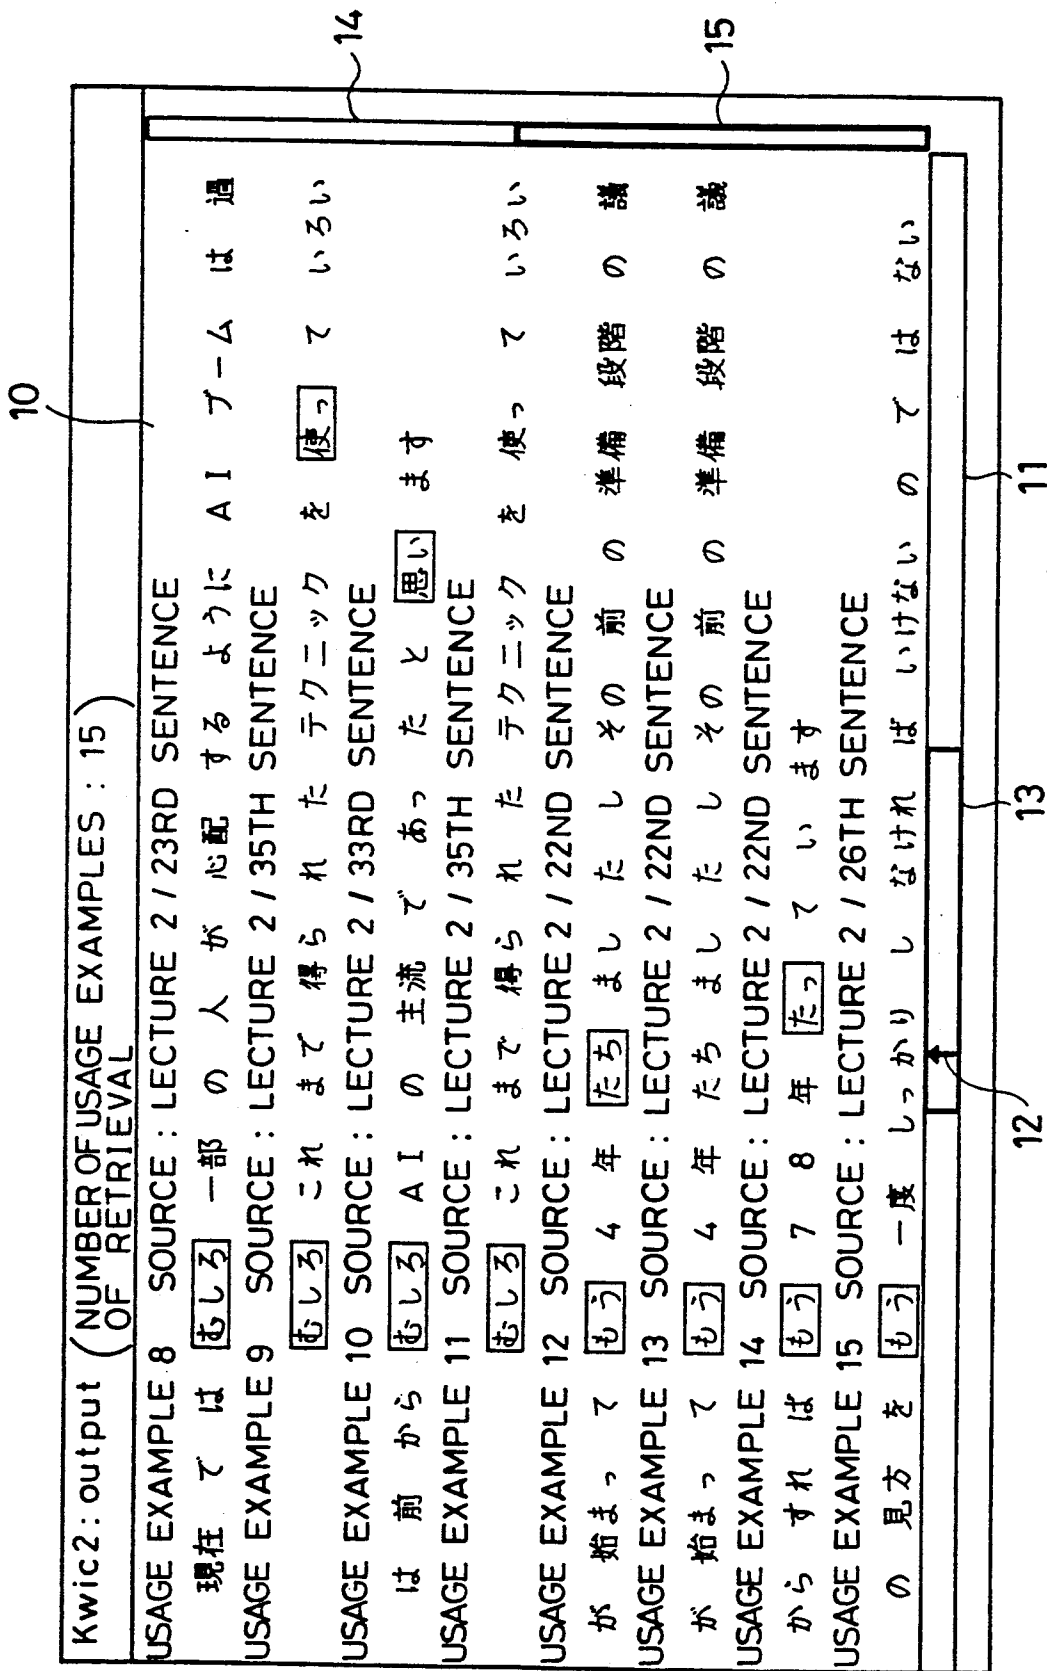 Kwic2: output (NUMBER OF USAGE EXAMPLES : 15
OF RETRIEVAL)
USAGE EXAMPLE 8 SOURCE : LECTURE 2 / 23RD SENTENCE
現在 で は むしろ 一部 の 人 が 心配 する ように AI ブーム は 過
USAGE EXAMPLE 9 SOURCE : LECTURE 2 / 35TH SENTENCE
むしろ これ まで 得ら れ た テクニック を 使っ て いろい
USAGE EXAMPLE 10 SOURCE : LECTURE 2 / 33RD SENTENCE
は 前 から むしろ AI の 主流 で あっ た と 思い ます
USAGE EXAMPLE 11 SOURCE : LECTURE 2 / 35TH SENTENCE
むしろ これ まで 得ら れ た テクニック を 使っ て いろい
USAGE EXAMPLE 12 SOURCE : LECTURE 2 / 22ND SENTENCE
が 始まっ て もう 4 年 たち まし た し その 前 の 準備 段階 の 議
USAGE EXAMPLE 13 SOURCE : LECTURE 2 / 22ND SENTENCE
が 始まっ て もう 4 年 たち まし た し その 前 の 準備 段階 の 議
USAGE EXAMPLE 14 SOURCE : LECTURE 2 / 22ND SENTENCE
から すれ ば もう 7 8 年 たっ て い ます
USAGE EXAMPLE 15 SOURCE : LECTURE 2 / 26TH SENTENCE
の 見方 を もう 一度 しっかり し なけれ ば いけない の で は ない
10
14
15
12
13
11